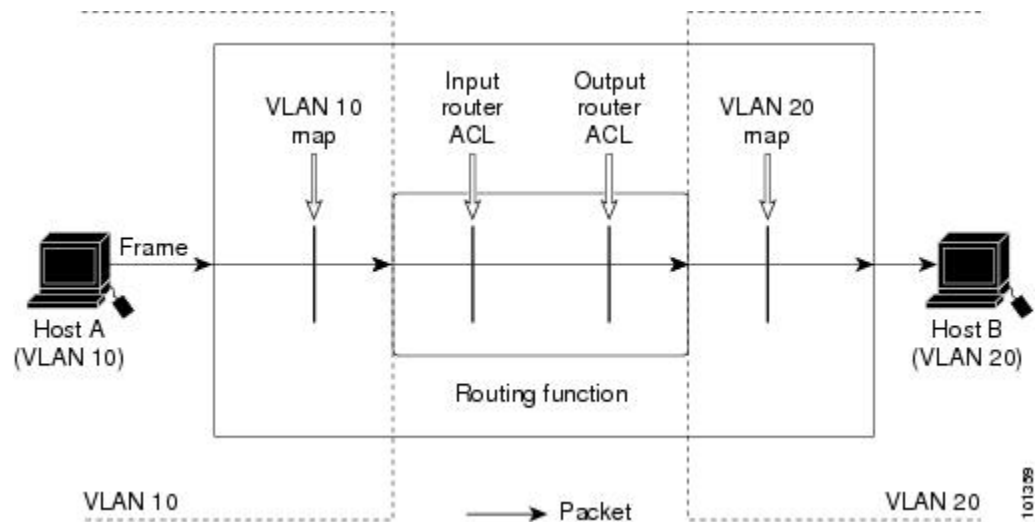 VLAN 10
map
Input
router
ACL
Output
router
ACL
VLAN 20
map
Frame
Host A
(VLAN 10)
Host B
(VLAN 20)
Routing function
VLAN 10
Packet
VLAN 20
101359